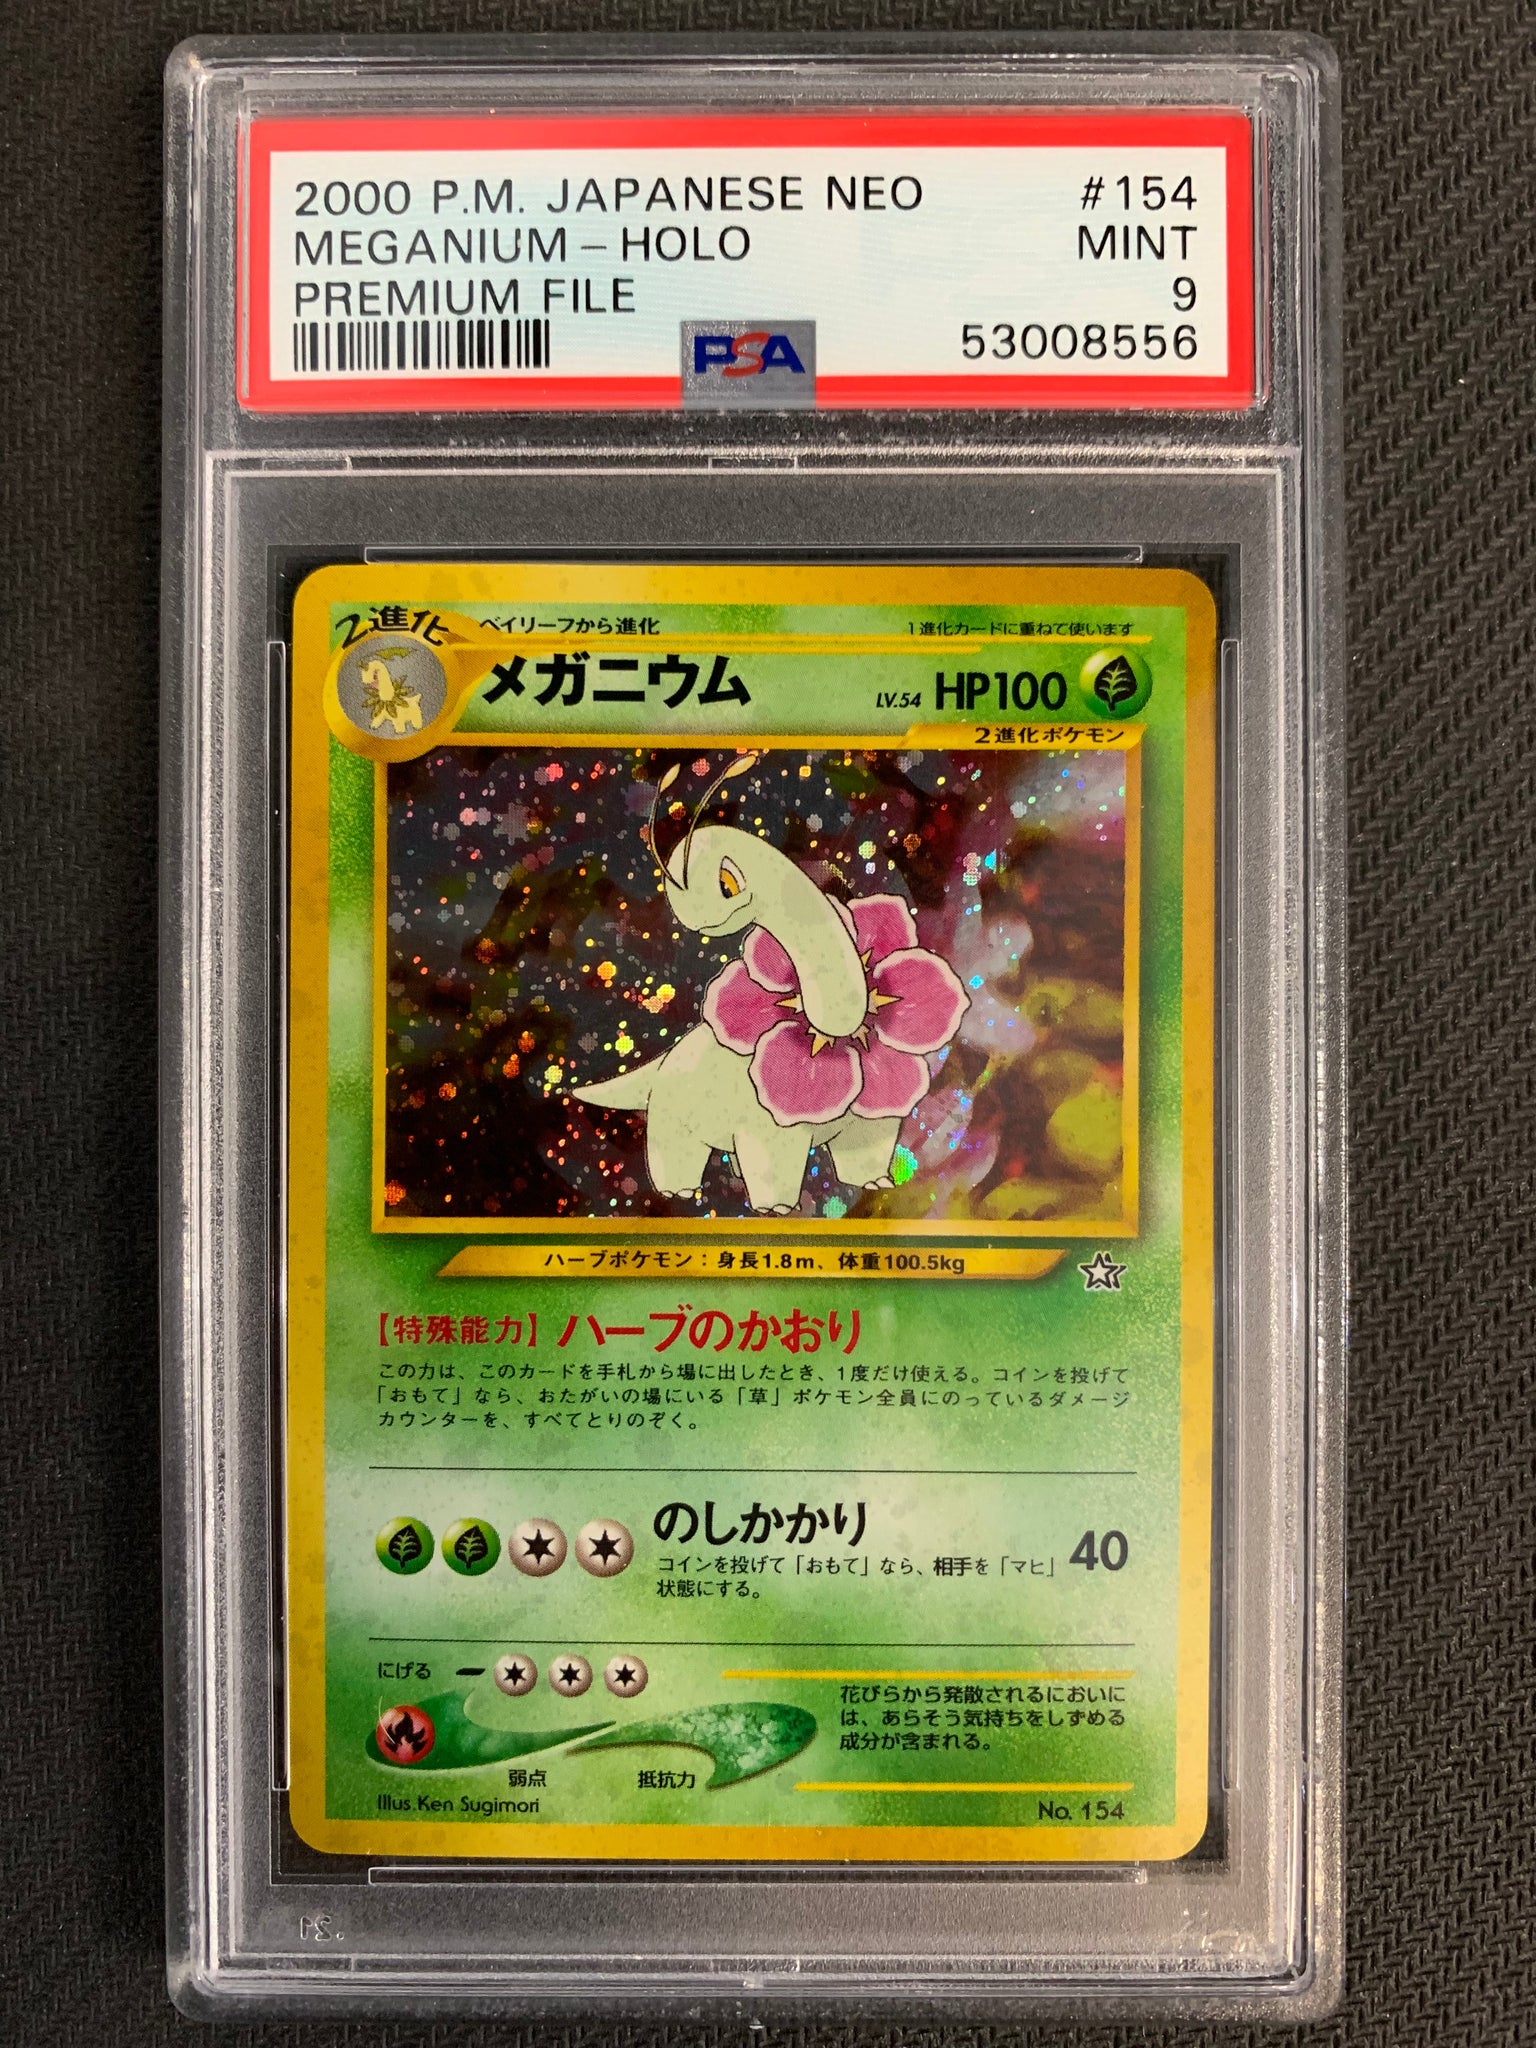 2000 P.M. JAPANESE NEO #154
MEGANIUM-HOLO MINT
PREMIUM FILE 9
PSA 53008556
2進化
ベイリーフから進化 1進化カードに重ねて使います
メガニウム LV.54 HP100
2進化ポケモン
ハーブポケモン:身長1.8m、体重100.5kg
【特殊能力】ハーブのかおり
この力は、このカードを手札から場に出したとき、1度だけ使える。コインを投げて
「おもて」なら、おたがいの場にいる「草」ポケモン全員にのっているダメージ
カウンターを、すべてとりのぞく。
のしかかり 40
コインを投げて「おもて」なら、相手を「マヒ」
状態にする。
にげる
花びらから発散されるにおいに
は、あらそう気持ちをしずめる
成分が含まれる。
弱点 抵抗力
Illus.Ken Sugimori No. 154